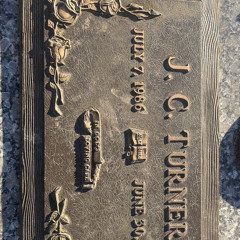 J. C. TURNER
JULY 7, 1966 JUNE 30